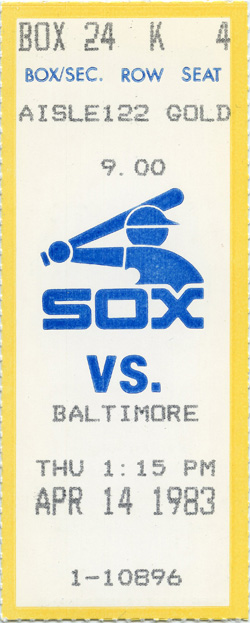 BOX 24 K 4
BOX/SEC. ROW SEAT
AISLE122 GOLD
9.00
SOX
VS.
BALTIMORE
THU 1:15 PM
APR 14 1983
1-10896